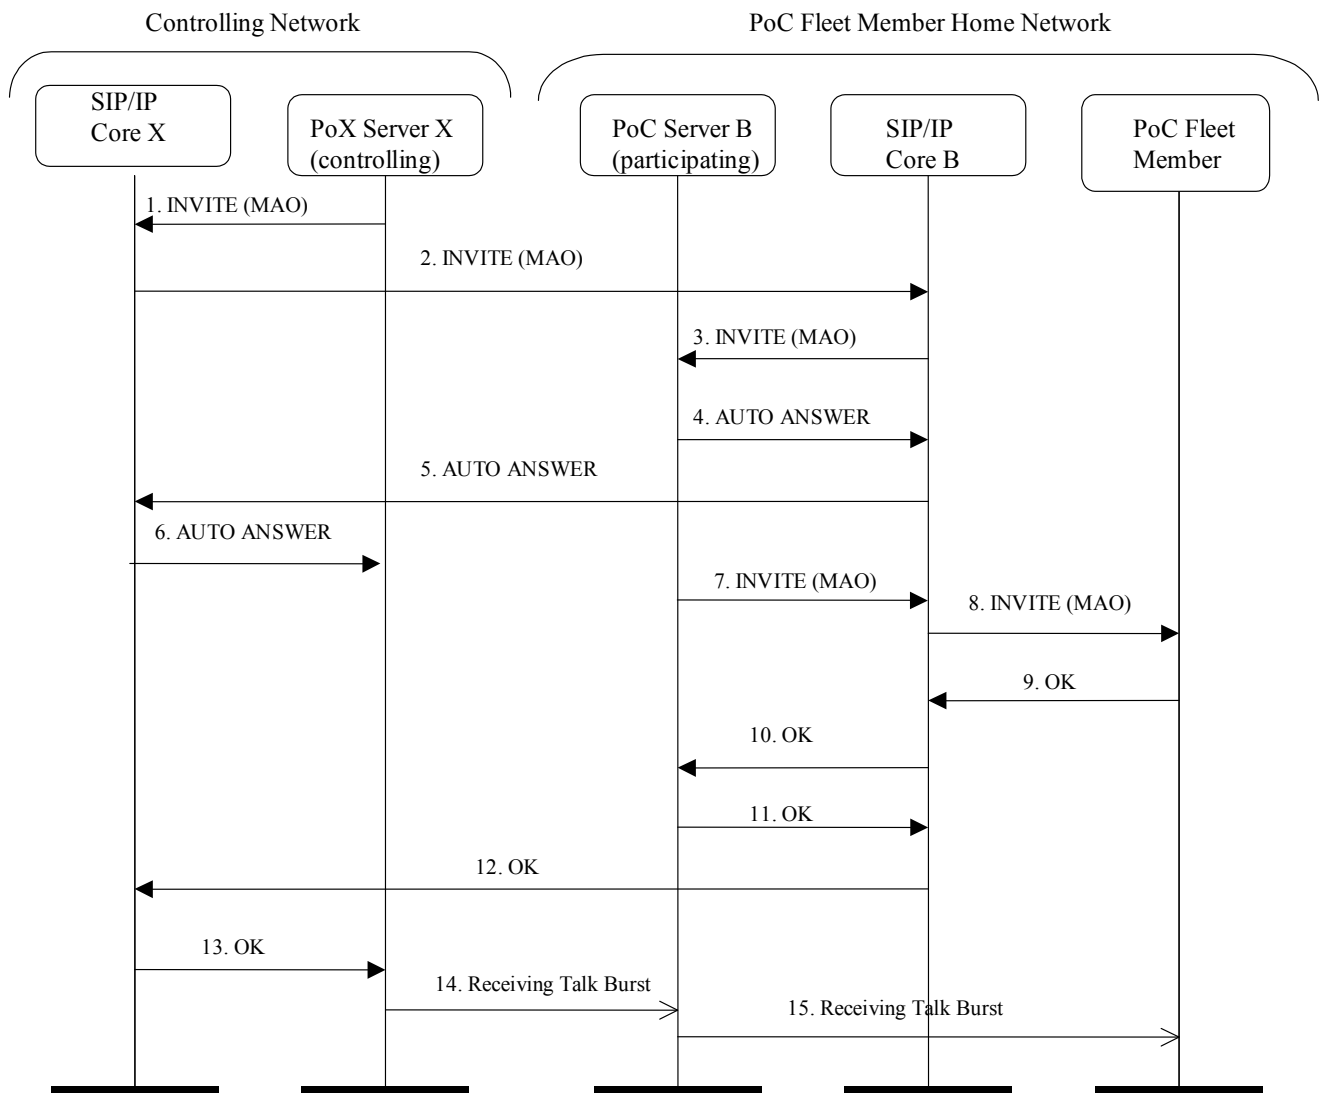 Controlling Network
PoC Fleet Member Home Network
SIP/IP
Core X
PoX Server X
(controlling)
PoC Server B
(participating)
SIP/IP
Core B
PoC Fleet
Member
1. INVITE (MAO)
2. INVITE (MAO)
3. INVITE (MAO)
4. AUTO ANSWER
5. AUTO ANSWER
6. AUTO ANSWER
7. INVITE (MAO)
8. INVITE (MAO)
9. OK
10. OK
11. OK
12. OK
13. OK
14. Receiving Talk Burst
15. Receiving Talk Burst